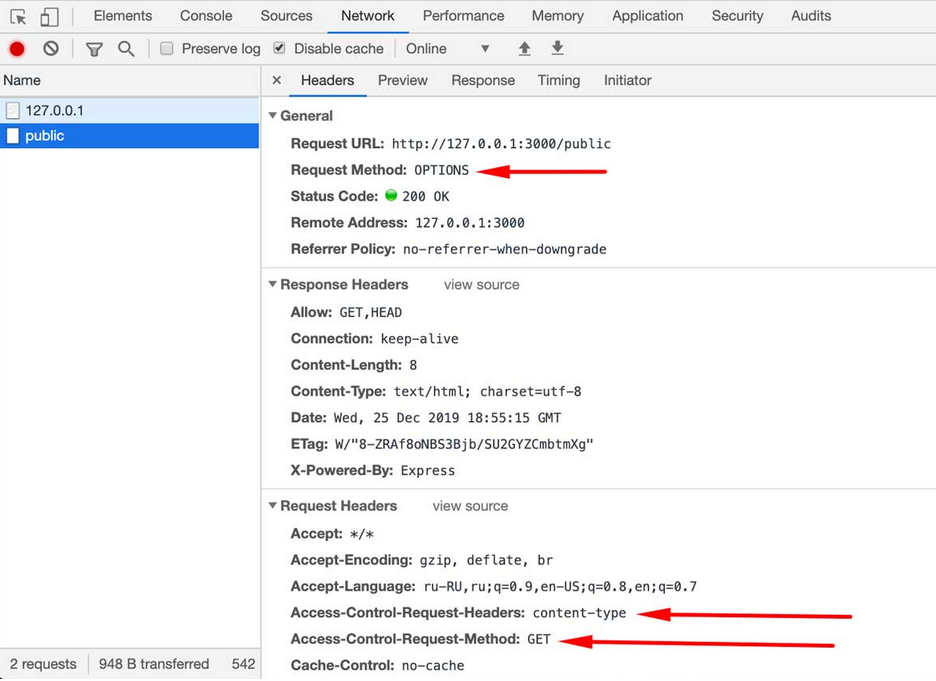 Elements Console Sources Network Performance Memory Application Security Audits
Preserve log Disable cache Online
Name
127.0.0.1
public
Headers Preview Response Timing Initiator
General
Request URL: http://127.0.0.1:3000/public
Request Method: OPTIONS
Status Code: 200 OK
Remote Address: 127.0.0.1:3000
Referrer Policy: no-referrer-when-downgrade
Response Headers view source
Allow: GET,HEAD
Connection: keep-alive
Content-Length: 8
Content-Type: text/html; charset=utf-8
Date: Wed, 25 Dec 2019 18:55:15 GMT
ETag: W/"8-ZRAf8oNBS3Bjb/SU2GYZCmbtmXg"
X-Powered-By: Express
Request Headers view source
Accept: */*
Accept-Encoding: gzip, deflate, br
Accept-Language: ru-RU,ru;q=0.9,en-US;q=0.8,en;q=0.7
Access-Control-Request-Headers: content-type
Access-Control-Request-Method: GET
Cache-Control: no-cache
2 requests 948 B transferred 542